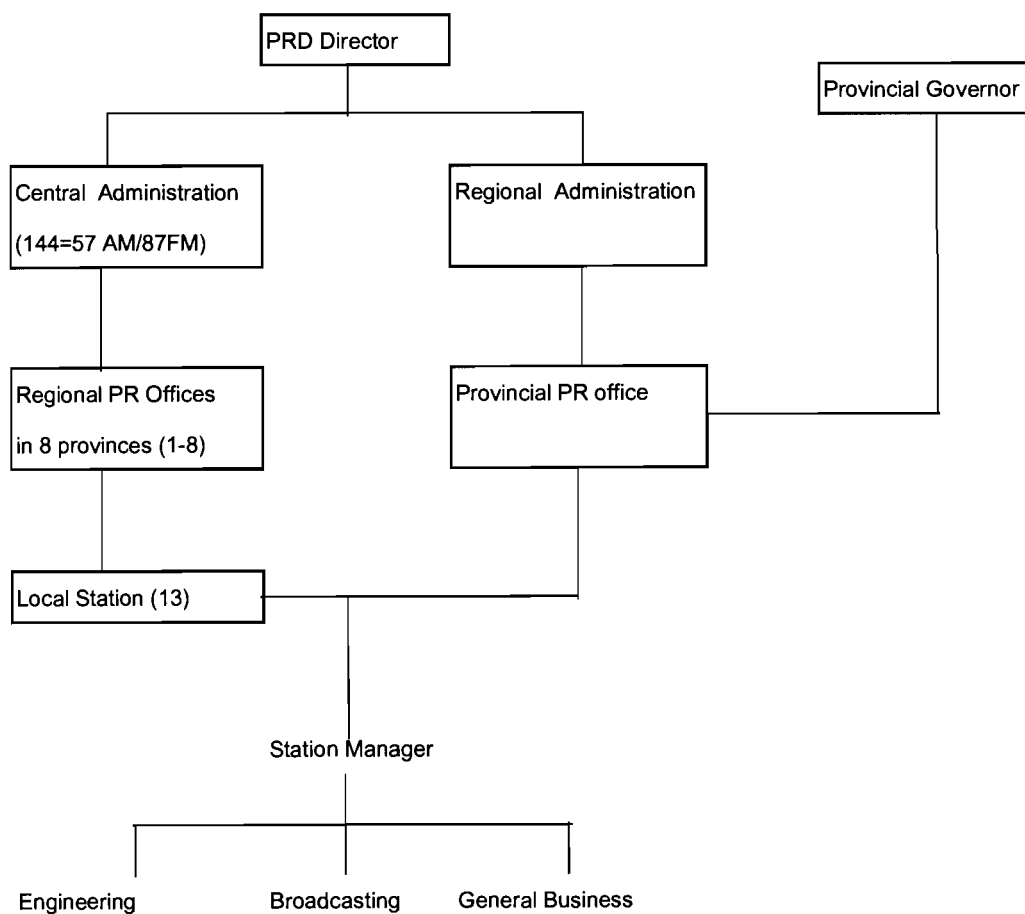 PRD Director
Provincial Governor
Central Administration
(144=57 AM/87FM)
Regional Administration
Regional PR Offices
in 8 provinces (1-8)
Provincial PR office
Local Station (13)
Station Manager
Engineering
Broadcasting
General Business